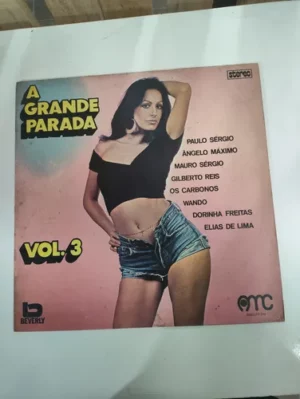 stereo
A
GRANDE
PARADA
PAULO SÉRGIO
ÂNGELO MÁXIMO
MAURO SÉRGIO
GILBERTO REIS
OS CARBONOS
WANDO
DORINHA FREITAS
ELIAS DE LIMA
VOL. 3
BEVERLY
AMC